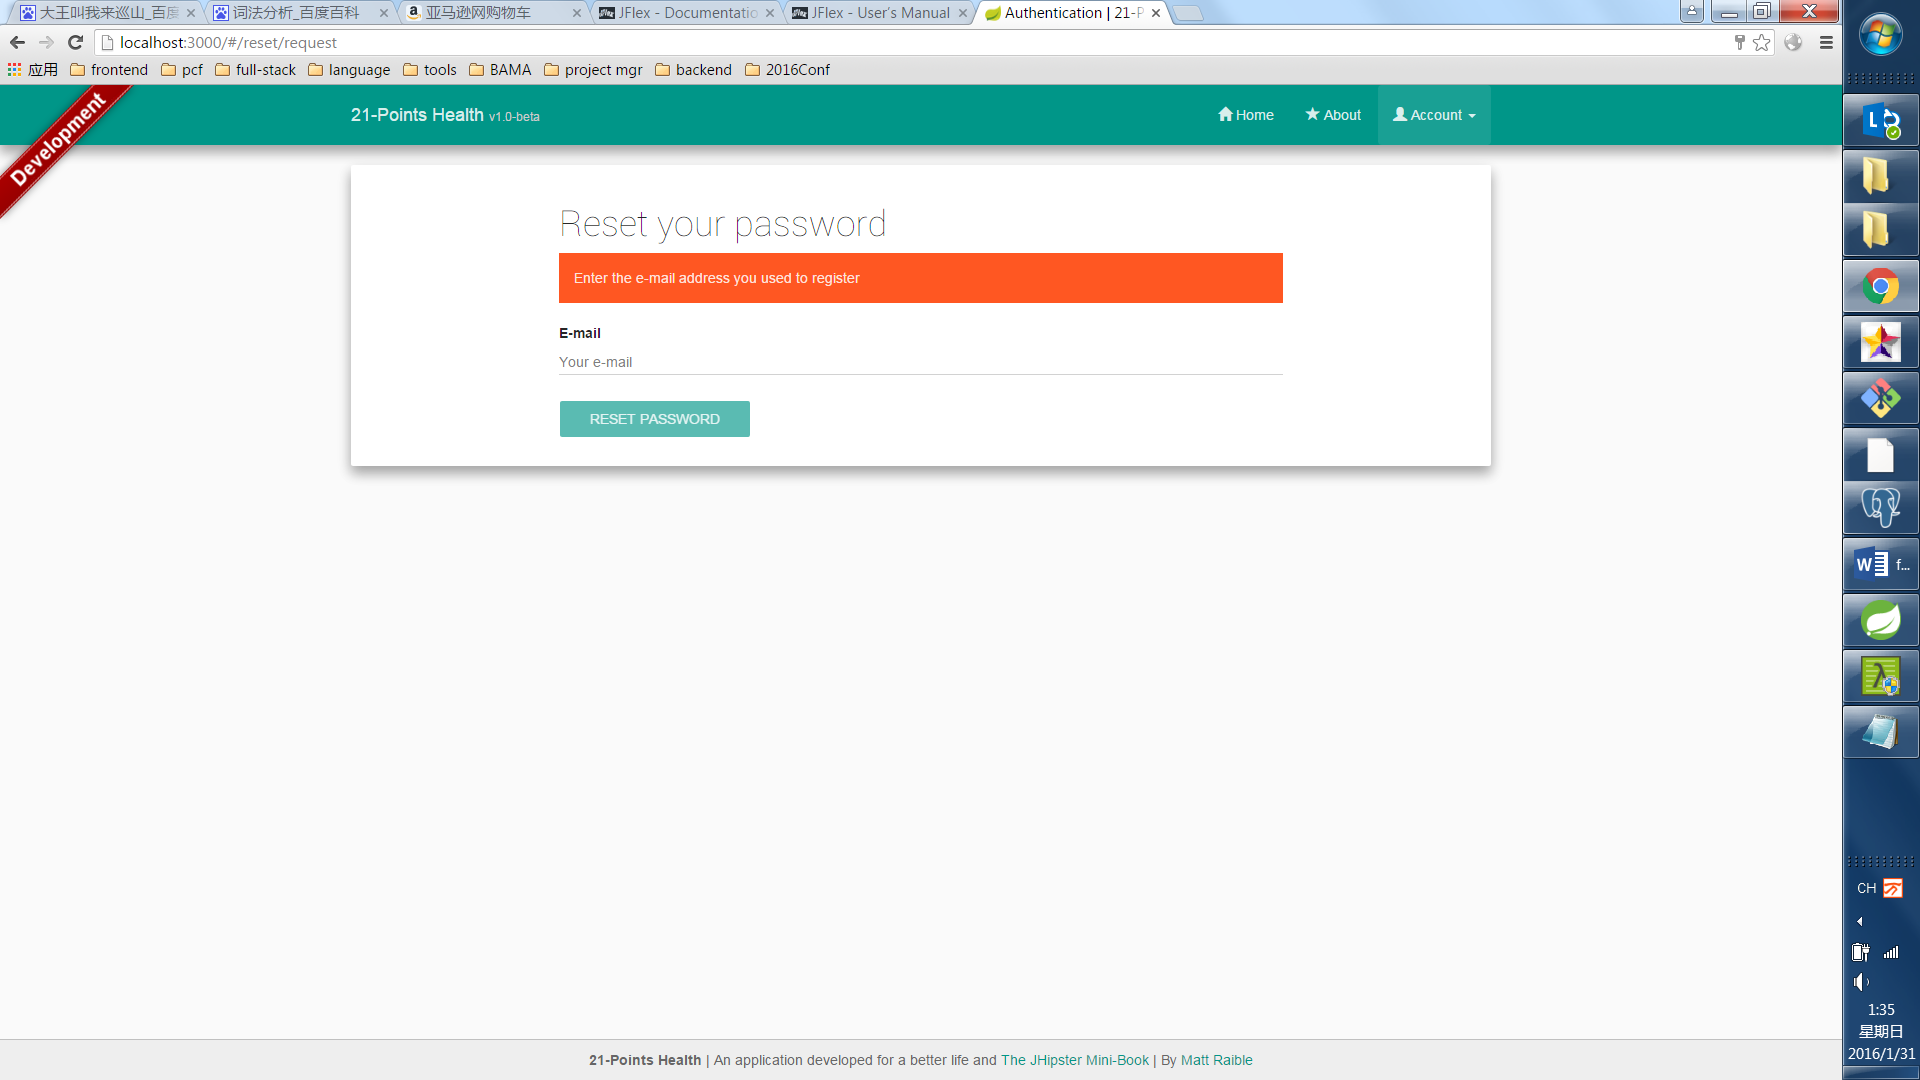 大王叫我来巡山_百度
词法分析_百度百科
亚马逊网购物车
JFlex - Documentatio
JFlex - User's Manual
Authentication | 21-P
localhost:3000/#/reset/request
应用
frontend
pcf
full-stack
language
tools
BAMA
project mgr
backend
2016Conf
Development
21-Points Health v1.0-beta
Home
About
Account
Reset your password
Enter the e-mail address you used to register
E-mail
Your e-mail
RESET PASSWORD
21-Points Health | An application developed for a better life and The JHipster Mini-Book | By Matt Raible
W f...
CH
1:35
星期日
2016/1/31